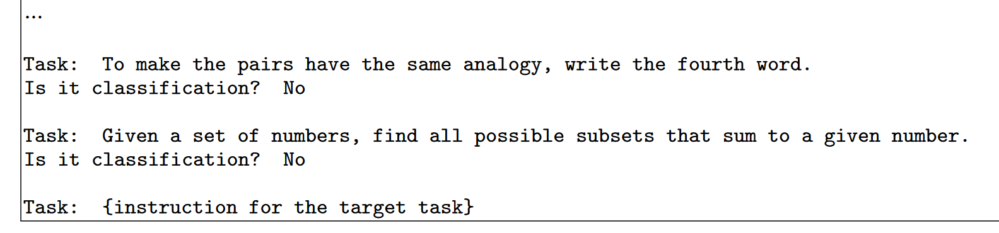 ...
Task: To make the pairs have the same analogy, write the fourth word.
Is it classification? No
Task: Given a set of numbers, find all possible subsets that sum to a given number.
Is it classification? No
Task: {instruction for the target task}